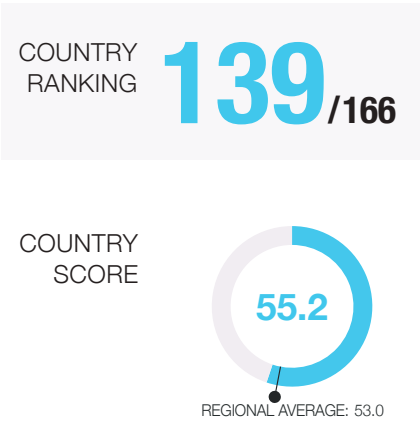 COUNTRY
RANKING
139/166
COUNTRY
SCORE
55.2
REGIONAL AVERAGE: 53.0